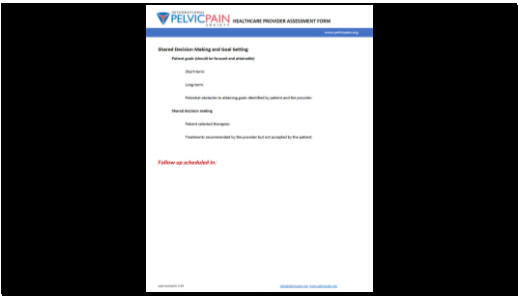 INTERNATIONAL
PELVICPAIN
SOCIETY
HEALTHCARE PROVIDER ASSESSMENT FORM
www.pelvicpain.org
Shared Decision Making and Goal Setting
Patient goals (should be focused and attainable)
Short-term:
Long-term:
Potential obstacles to obtaining goals identified by patient and the provider:
Shared decision making
Patient selected therapies:
Treatments recommended by the provider but not accepted by the patient:
Follow up scheduled in: